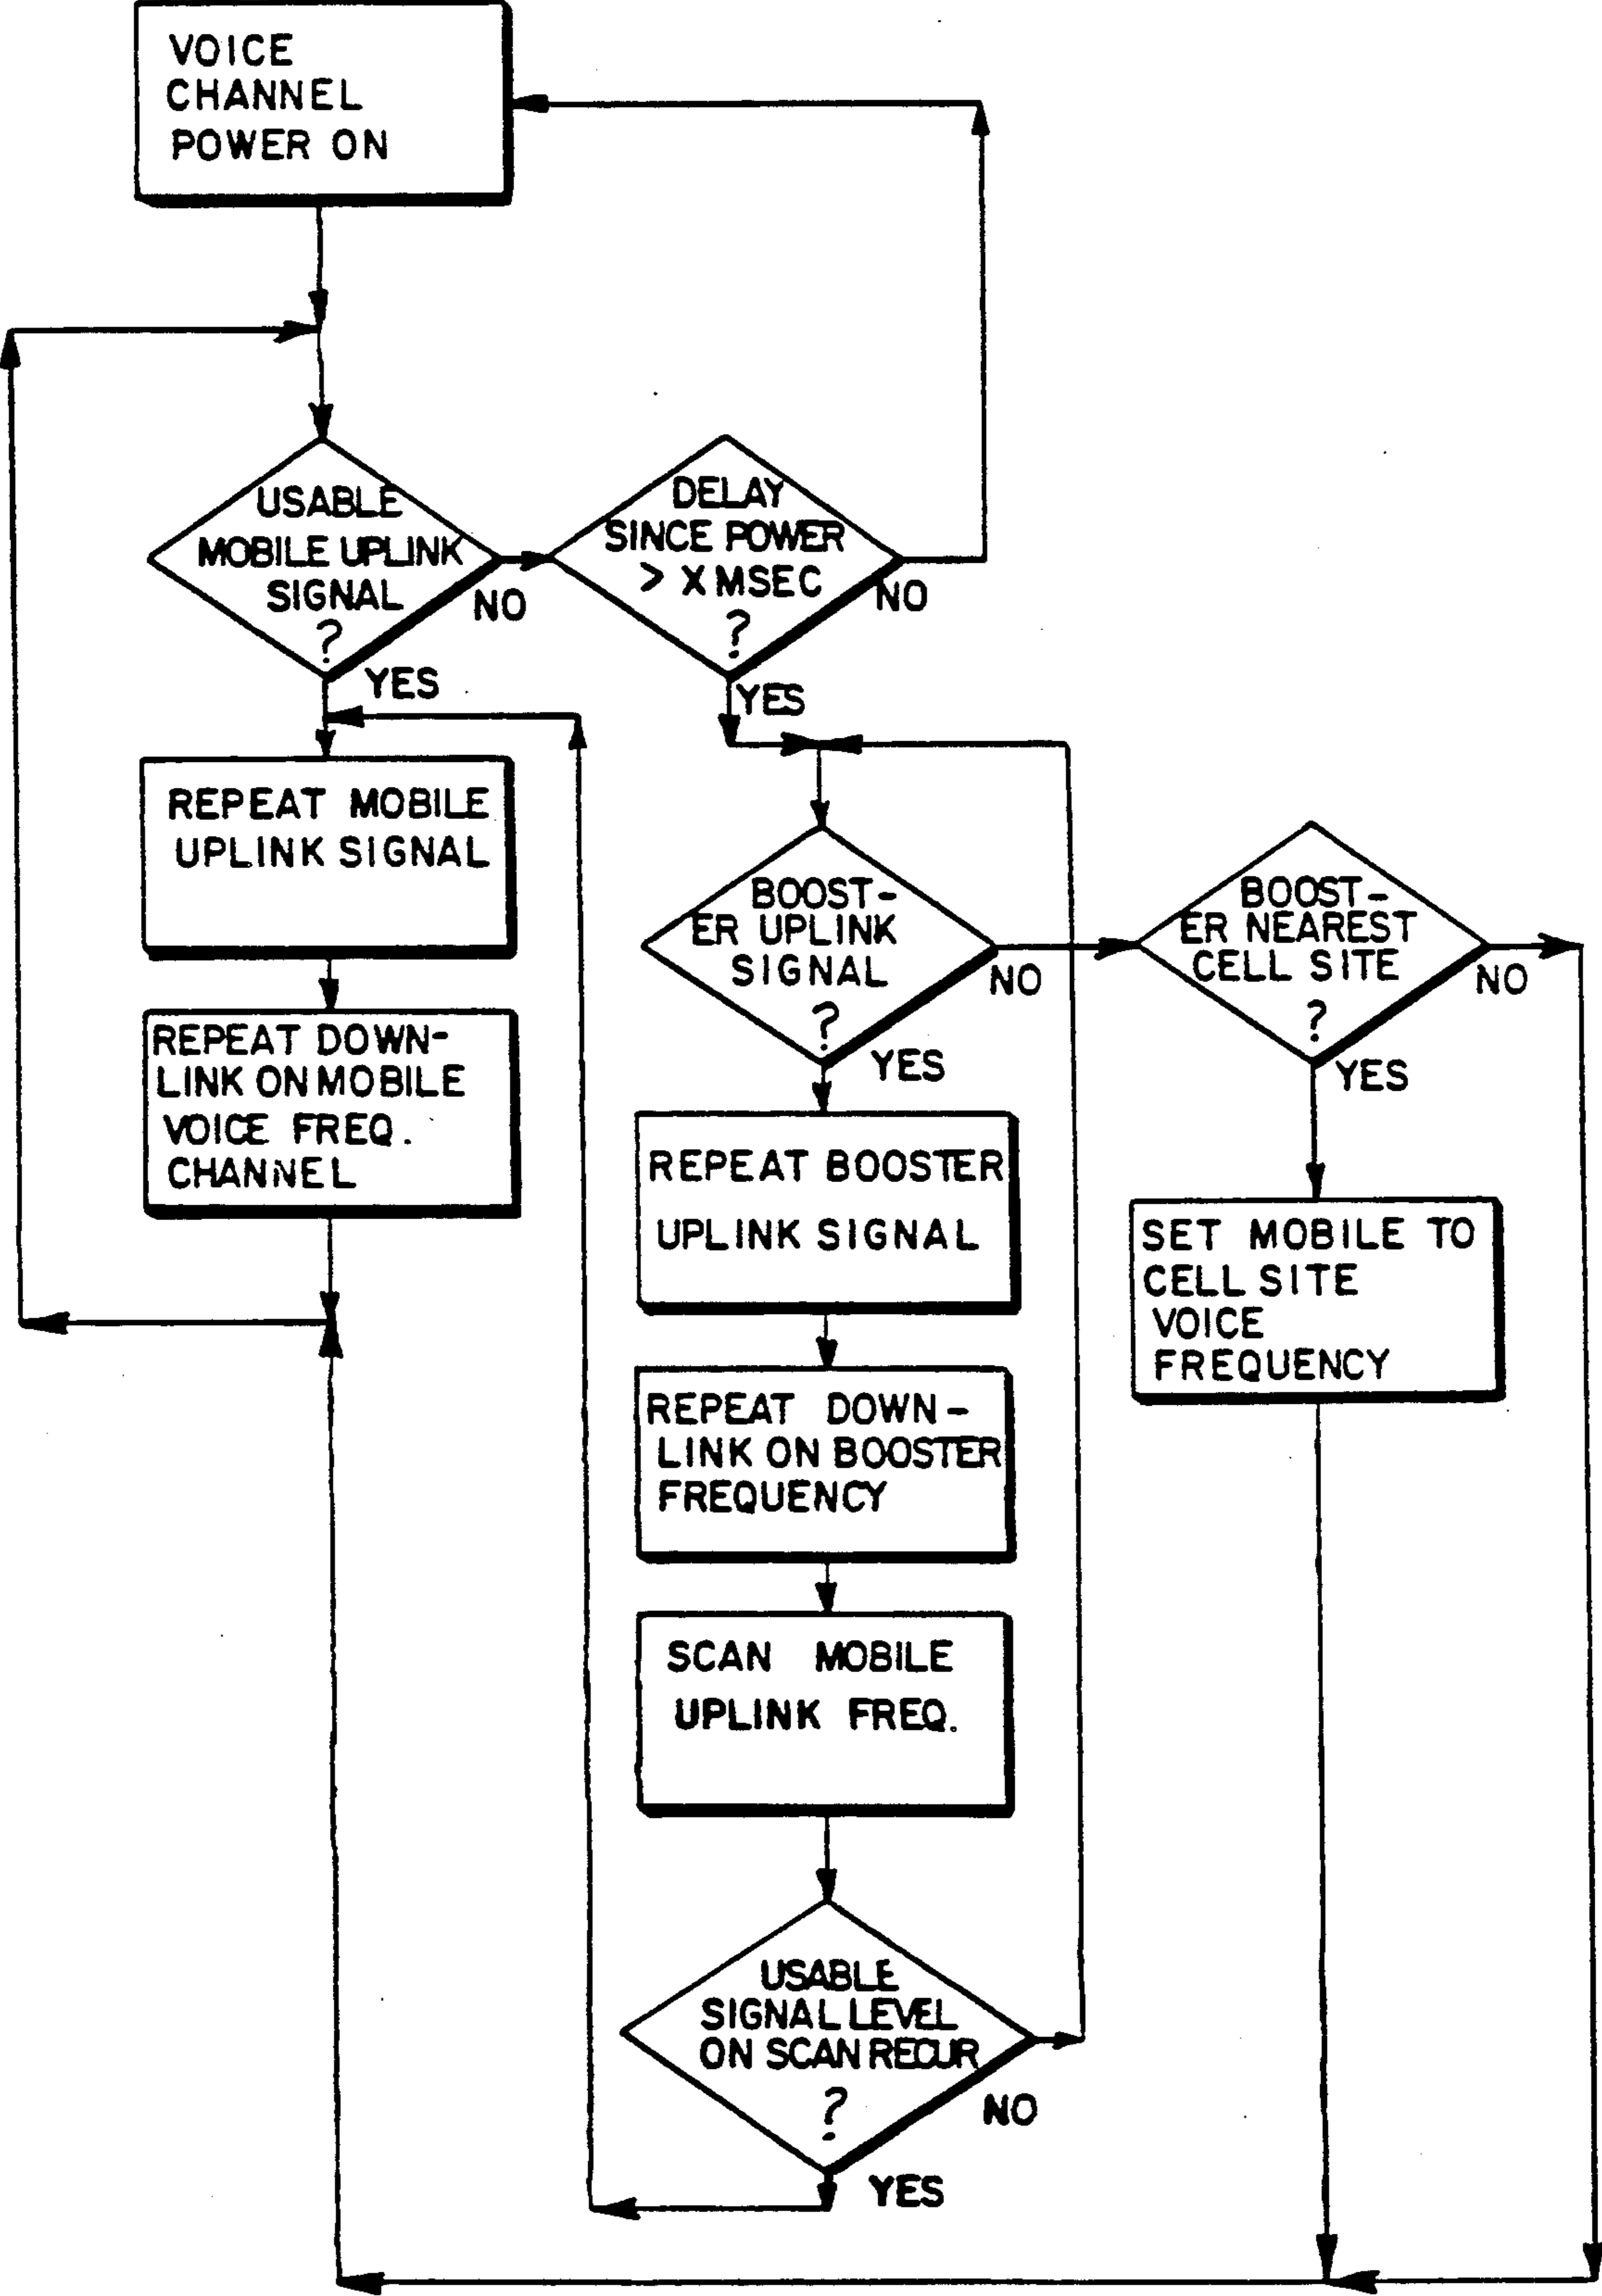 VOICE
CHANNEL
POWER ON
USABLE
MOBILE UPLINK
SIGNAL
?
NO
YES
DELAY
SINCE POWER
> X MSEC
?
NO
YES
REPEAT MOBILE
UPLINK SIGNAL
REPEAT DOWN-
LINK ON MOBILE
VOICE FREQ.
CHANNEL
BOOST-
ER UPLINK
SIGNAL
?
NO
YES
BOOST-
ER NEAREST
CELL SITE
?
NO
YES
REPEAT BOOSTER
UPLINK SIGNAL
SET MOBILE TO
CELL SITE
VOICE
FREQUENCY
REPEAT DOWN-
LINK ON BOOSTER
FREQUENCY
SCAN MOBILE
UPLINK FREQ.
USABLE
SIGNAL LEVEL
ON SCAN RECUR
?
NO
YES